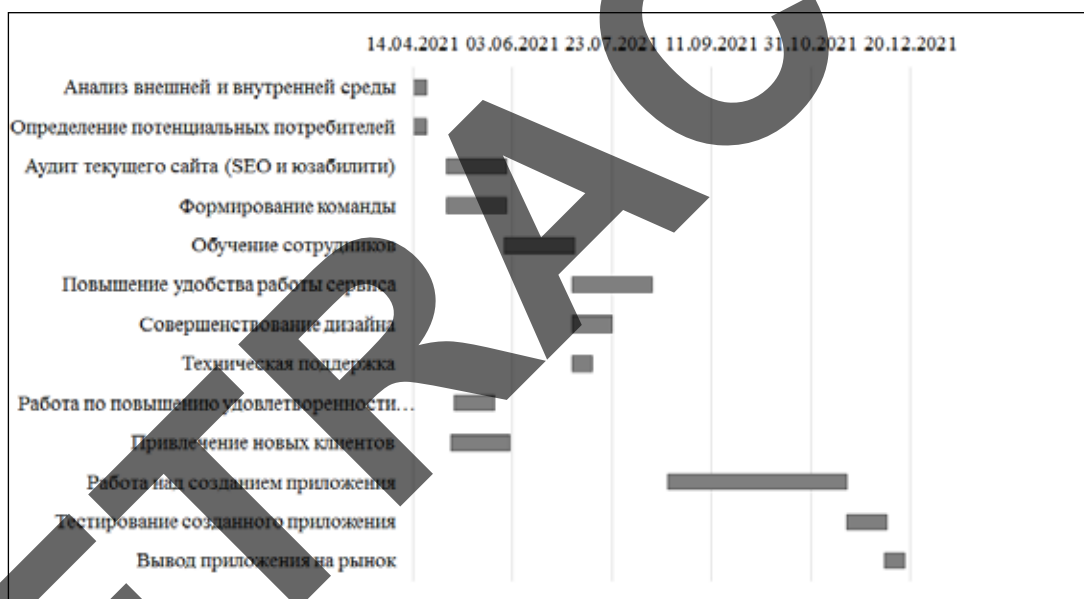 14.04.2021 03.06.2021 23.07.2021 11.09.2021 31.10.2021 20.12.2021
Анализ внешней и внутренней среды
Определение потенциальных потребителей
Аудит текущего сайта (SEO и юзабилити)
Формирование команды
Обучение сотрудников
Повышение удобства работы сервиса
Совершенствование дизайна
Техническая поддержка
Работа по повышению удовлетворенности…
Привлечение новых клиентов
Работа над созданием приложения
Тестирование созданного приложения
Вывод приложения на рынок